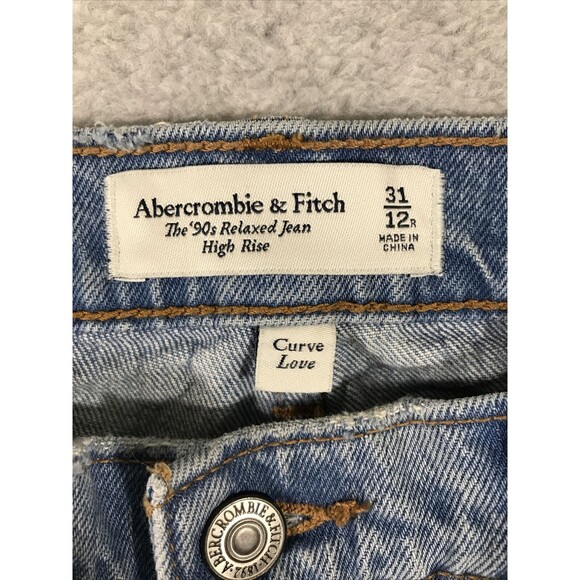 Abercrombie & Fitch
The '90s Relaxed Jean
High Rise
31
12R
MADE IN
CHINA
Curve
Love
ABERCROMBIE & FITCH · 1892 ·